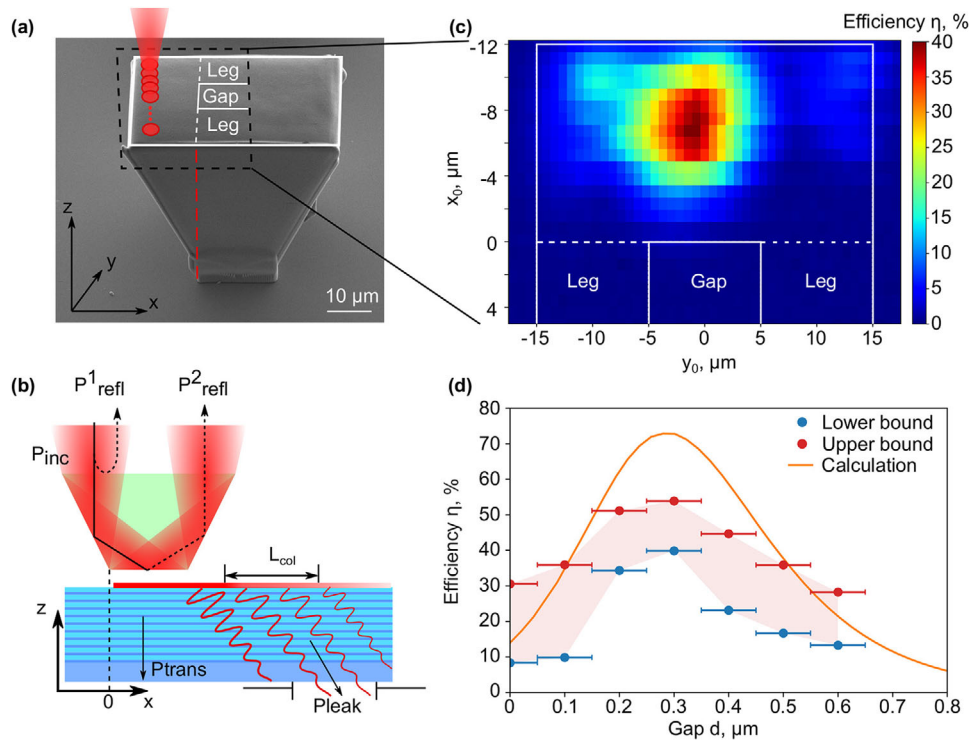 (a)
Leg
Gap
Leg
z
y
x
10 µm
(c)
Efficiency η, %
-12
-8
-4
0
4
x₀, µm
Leg
Gap
Leg
-15
-10
-5
0
5
10
15
y₀, µm
40
35
30
25
20
15
10
5
0
(b)
P¹refl
P²refl
Pinc
Lcol
z
Ptrans
Pleak
0
x
(d)
80
70
60
50
40
30
20
10
0
Efficiency η, %
Lower bound
Upper bound
Calculation
0
0.1
0.2
0.3
0.4
0.5
0.6
0.7
0.8
Gap d, µm